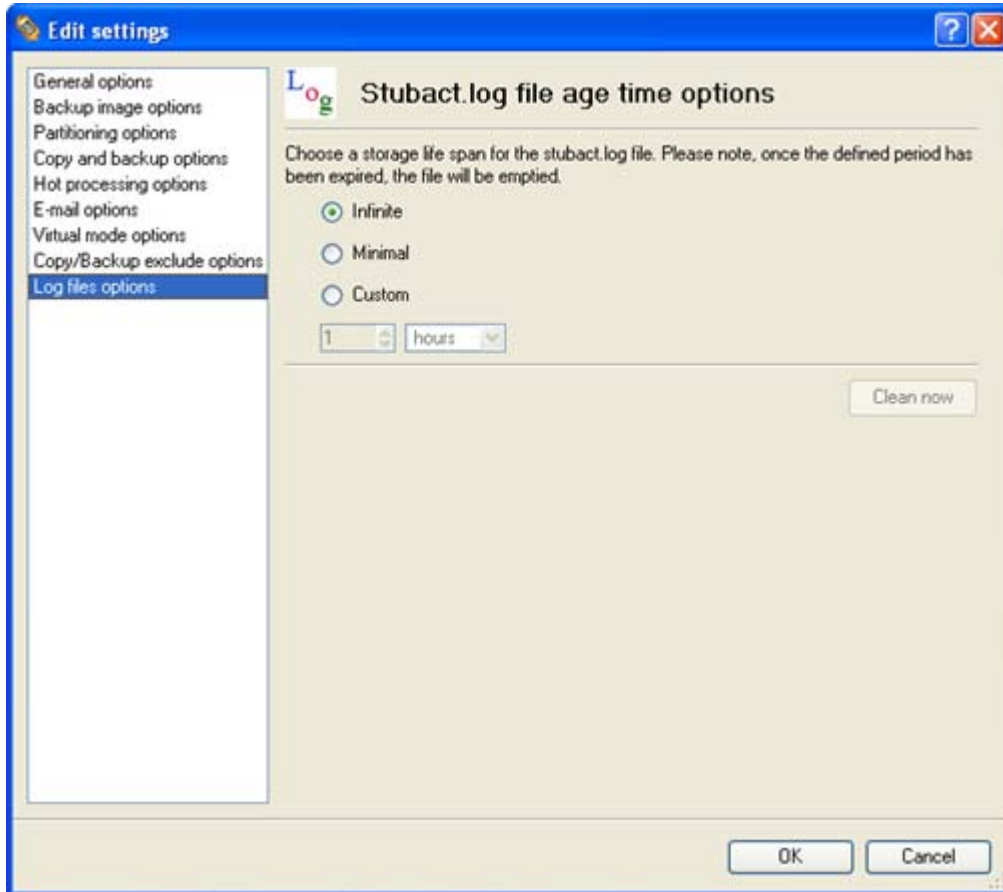 Edit settings
General options
Backup image options
Partitioning options
Copy and backup options
Hot processing options
E-mail options
Virtual mode options
Copy/Backup exclude options
Log files options
Log
Stubact.log file age time options
Choose a storage life span for the stubact.log file. Please note, once the defined period has
been expired, the file will be emptied.
Infinite
Minimal
Custom
1 hours
Clean now
OK Cancel